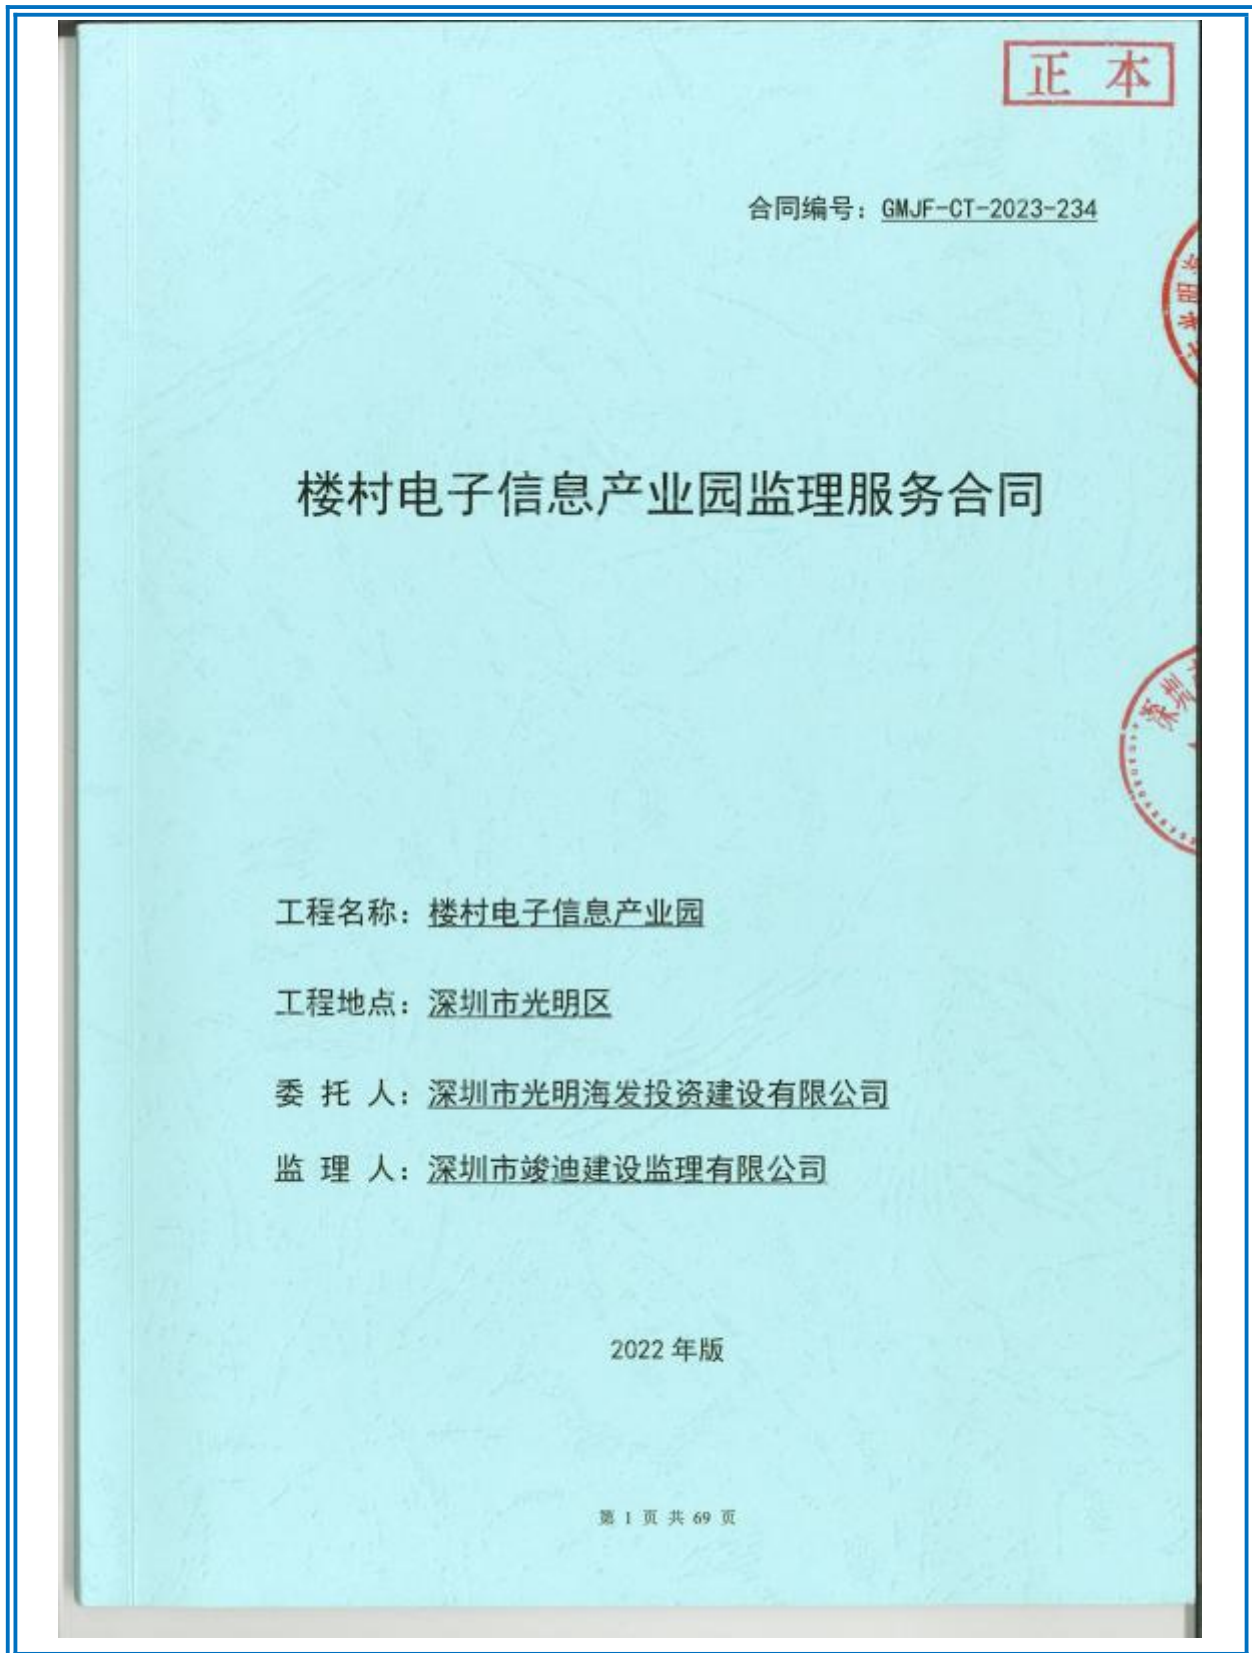 正 本
合同编号：GMJF-CT-2023-234
楼村电子信息产业园监理服务合同
深圳
工程名称：楼村电子信息产业园
工程地点：深圳市光明区
委 托 人：深圳市光明海发投资建设有限公司
监 理 人：深圳市竣迪建设监理有限公司
2022 年版
第 1 页 共 69 页